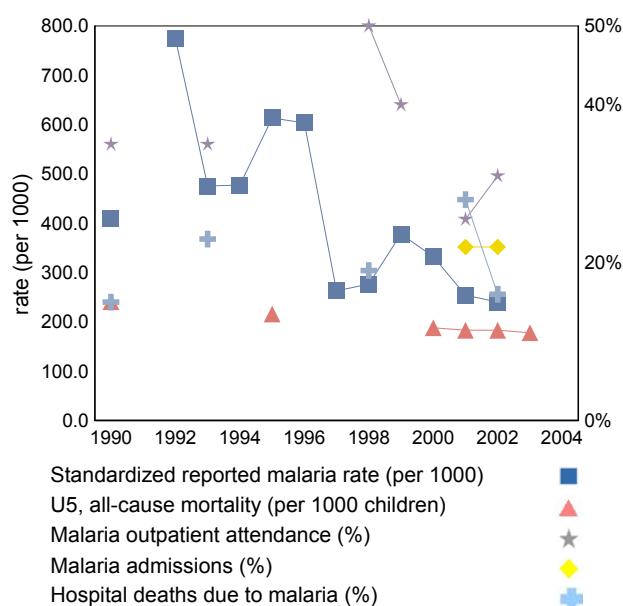 800.0
700.0
600.0
500.0
400.0
300.0
200.0
100.0
0.0
rate (per 1000)
50%
40%
20%
0%
1990 1992 1994 1996 1998 2000 2002 2004
Standardized reported malaria rate (per 1000)
U5, all-cause mortality (per 1000 children)
Malaria outpatient attendance (%)
Malaria admissions (%)
Hospital deaths due to malaria (%)